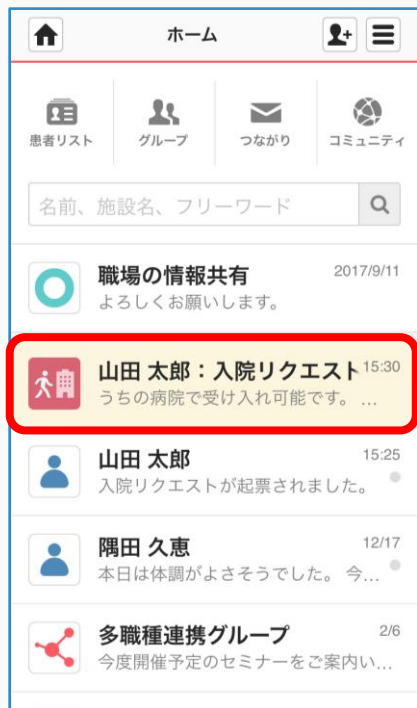 ホーム
患者リスト グループ つながり コミュニティ
名前、施設名、フリーワード
職場の情報共有 2017/9/11
よろしくお願いします。
山田 太郎：入院リクエスト 15:30
うちの病院で受け入れ可能です。 …
山田 太郎 15:25
入院リクエストが起票されました。
隅田 久恵 12/17
本日は体調がよさそうでした。 今…
多職種連携グループ 2/6
今度開催予定のセミナーをご案内い…